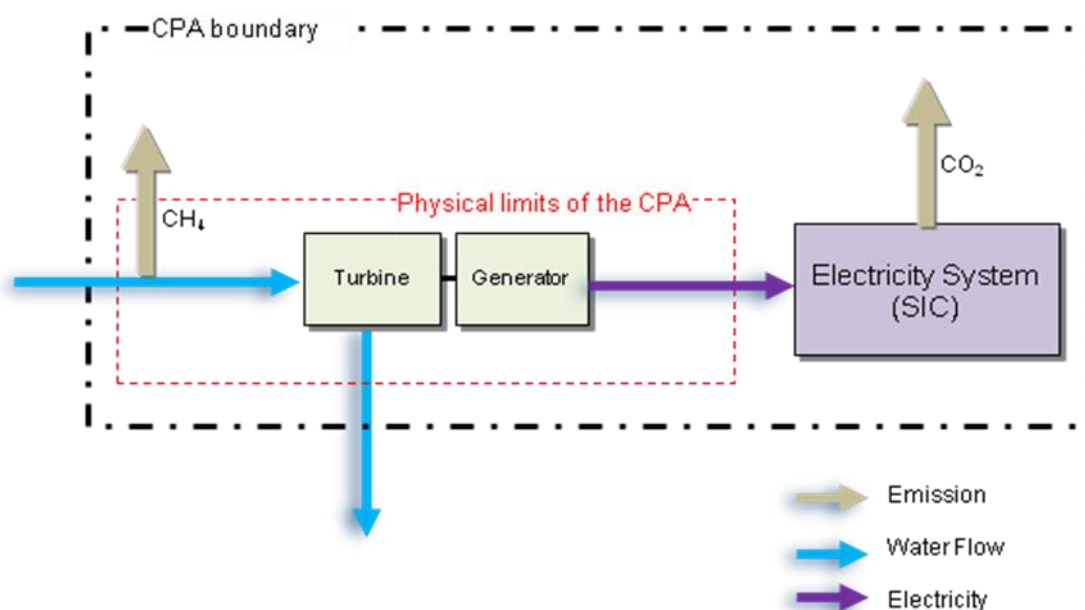 CPA boundary
CO₂
Physical limits of the CPA
CH₄
Turbine
Generator
Electricity System
(SIC)
Emission
Water Flow
Electricity